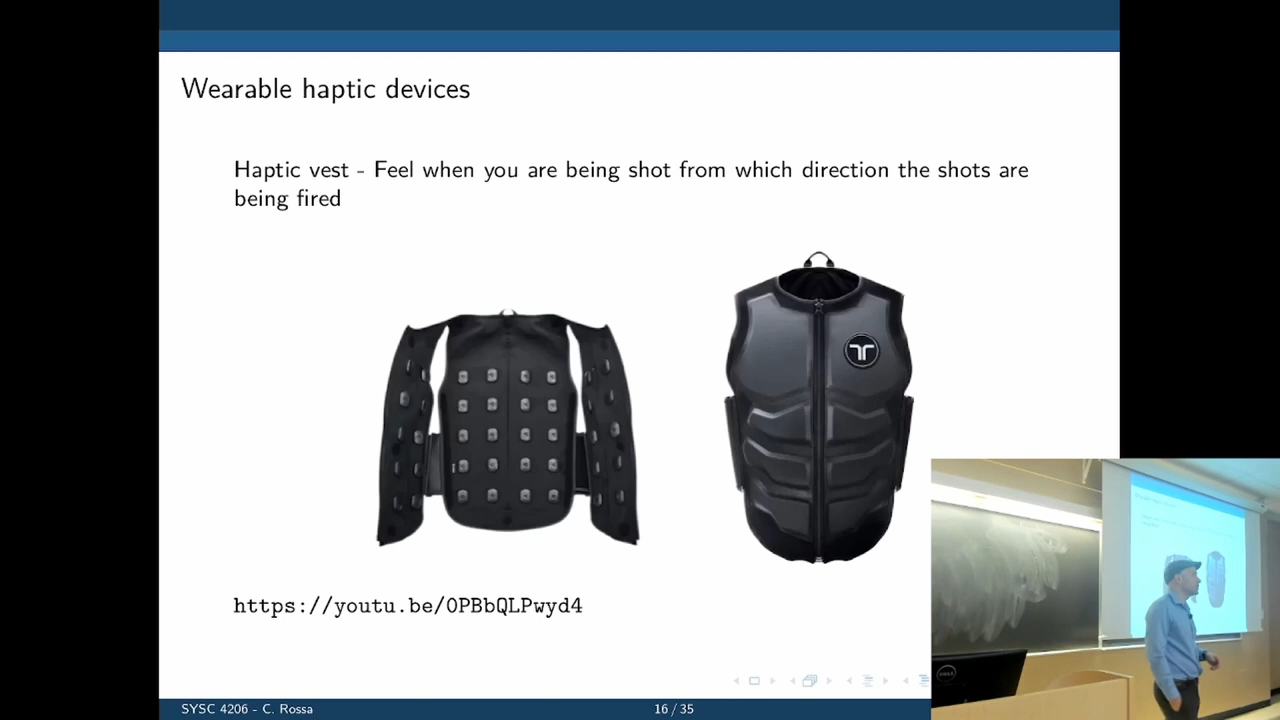 Wearable haptic devices
Haptic vest - Feel when you are being shot from which direction the shots are
being fired
https://youtu.be/0PBbQLPwyd4
SYSC 4206 - C. Rossa
16 / 35
DELL